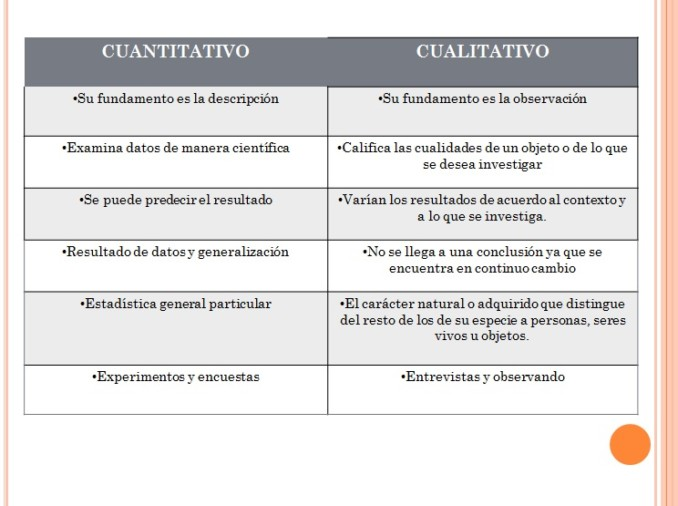 CUANTITATIVO
CUALITATIVO
•Su fundamento es la descripción
•Su fundamento es la observación
•Examina datos de manera científica
•Califica las cualidades de un objeto o de lo que
se desea investigar
•Se puede predecir el resultado
•Varían los resultados de acuerdo al contexto y
a lo que se investiga.
•Resultado de datos y generalización
•No se llega a una conclusión ya que se
encuentra en continuo cambio
•Estadística general particular
•El carácter natural o adquirido que distingue
del resto de los de su especie a personas, seres
vivos u objetos.
•Experimentos y encuestas
•Entrevistas y observando